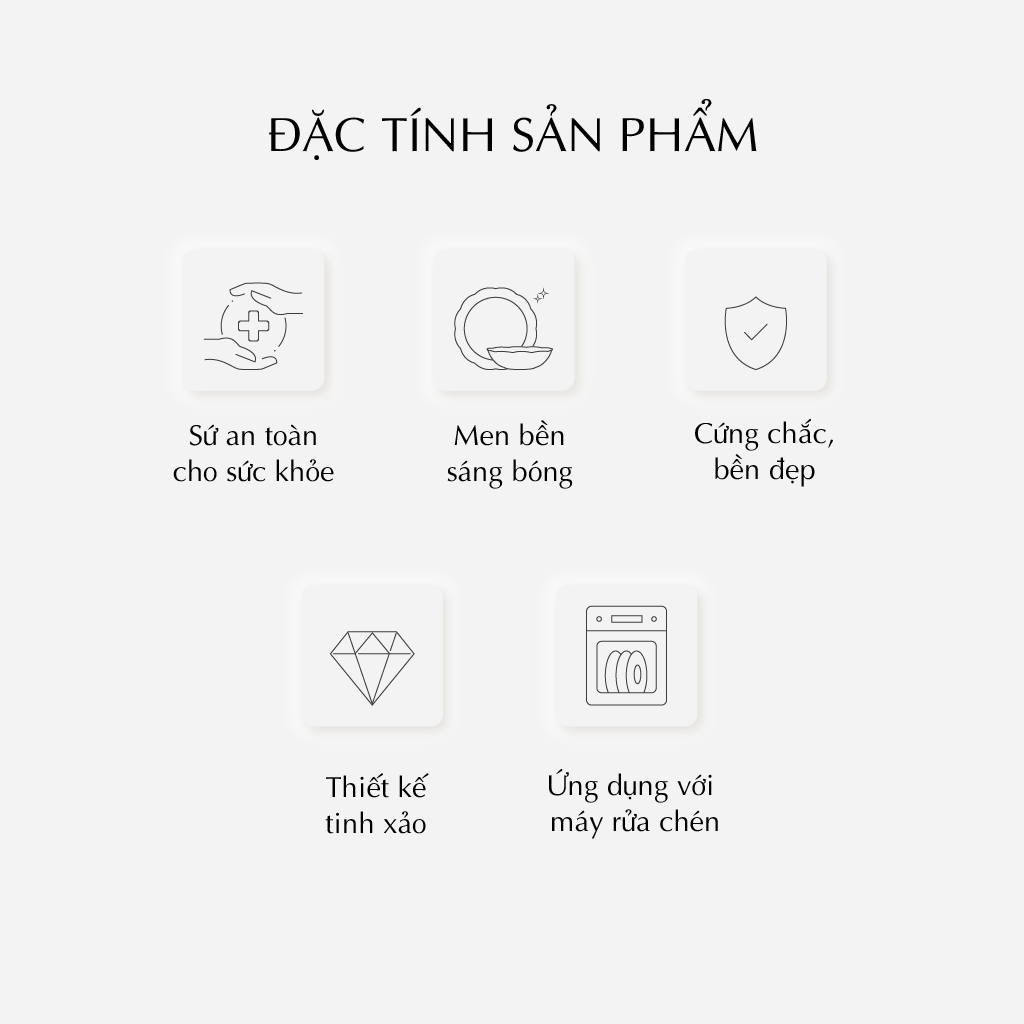 ĐẶC TÍNH SẢN PHẨM
Sứ an toàn
cho sức khỏe
Men bền
sáng bóng
Cứng chắc,
bền đẹp
Thiết kế
tinh xảo
Ứng dụng với
máy rửa chén